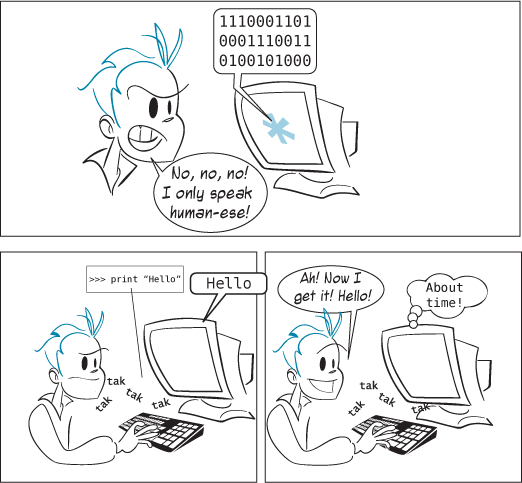 1110001101
0001110011
0100101000
No, no, no!
I only speak
human-ese!
>>> print “Hello”
Hello
tak
tak
tak
tak
Ah! Now I
get it! Hello!
About
time!
tak
tak
tak
tak